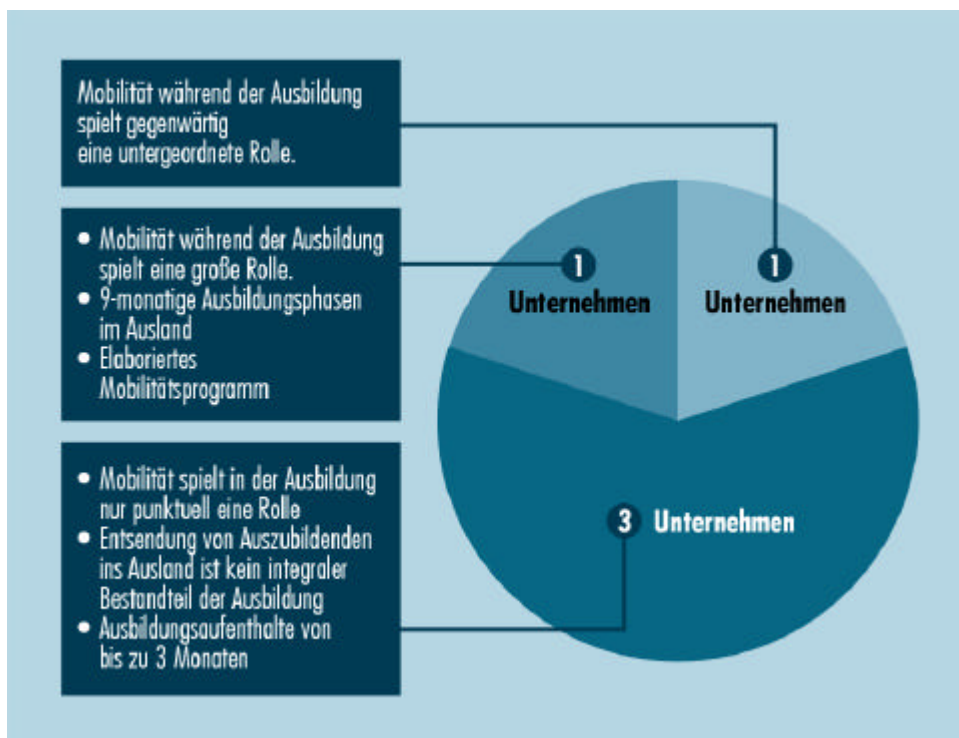 Mobilität während der Ausbildung
spielt gegenwärtig
eine untergeordnete Rolle.
• Mobilität während der Ausbildung
spielt eine große Rolle.
• 9-monatige Ausbildungsphasen
im Ausland
• Elaboriertes
Mobilitätsprogramm
• Mobilität spielt in der Ausbildung
nur punktuell eine Rolle
• Entsendung von Auszubildenden
ins Ausland ist kein integraler
Bestandteil der Ausbildung
• Ausbildungsaufenthalte von
bis zu 3 Monaten
1
Unternehmen
1
Unternehmen
3 Unternehmen